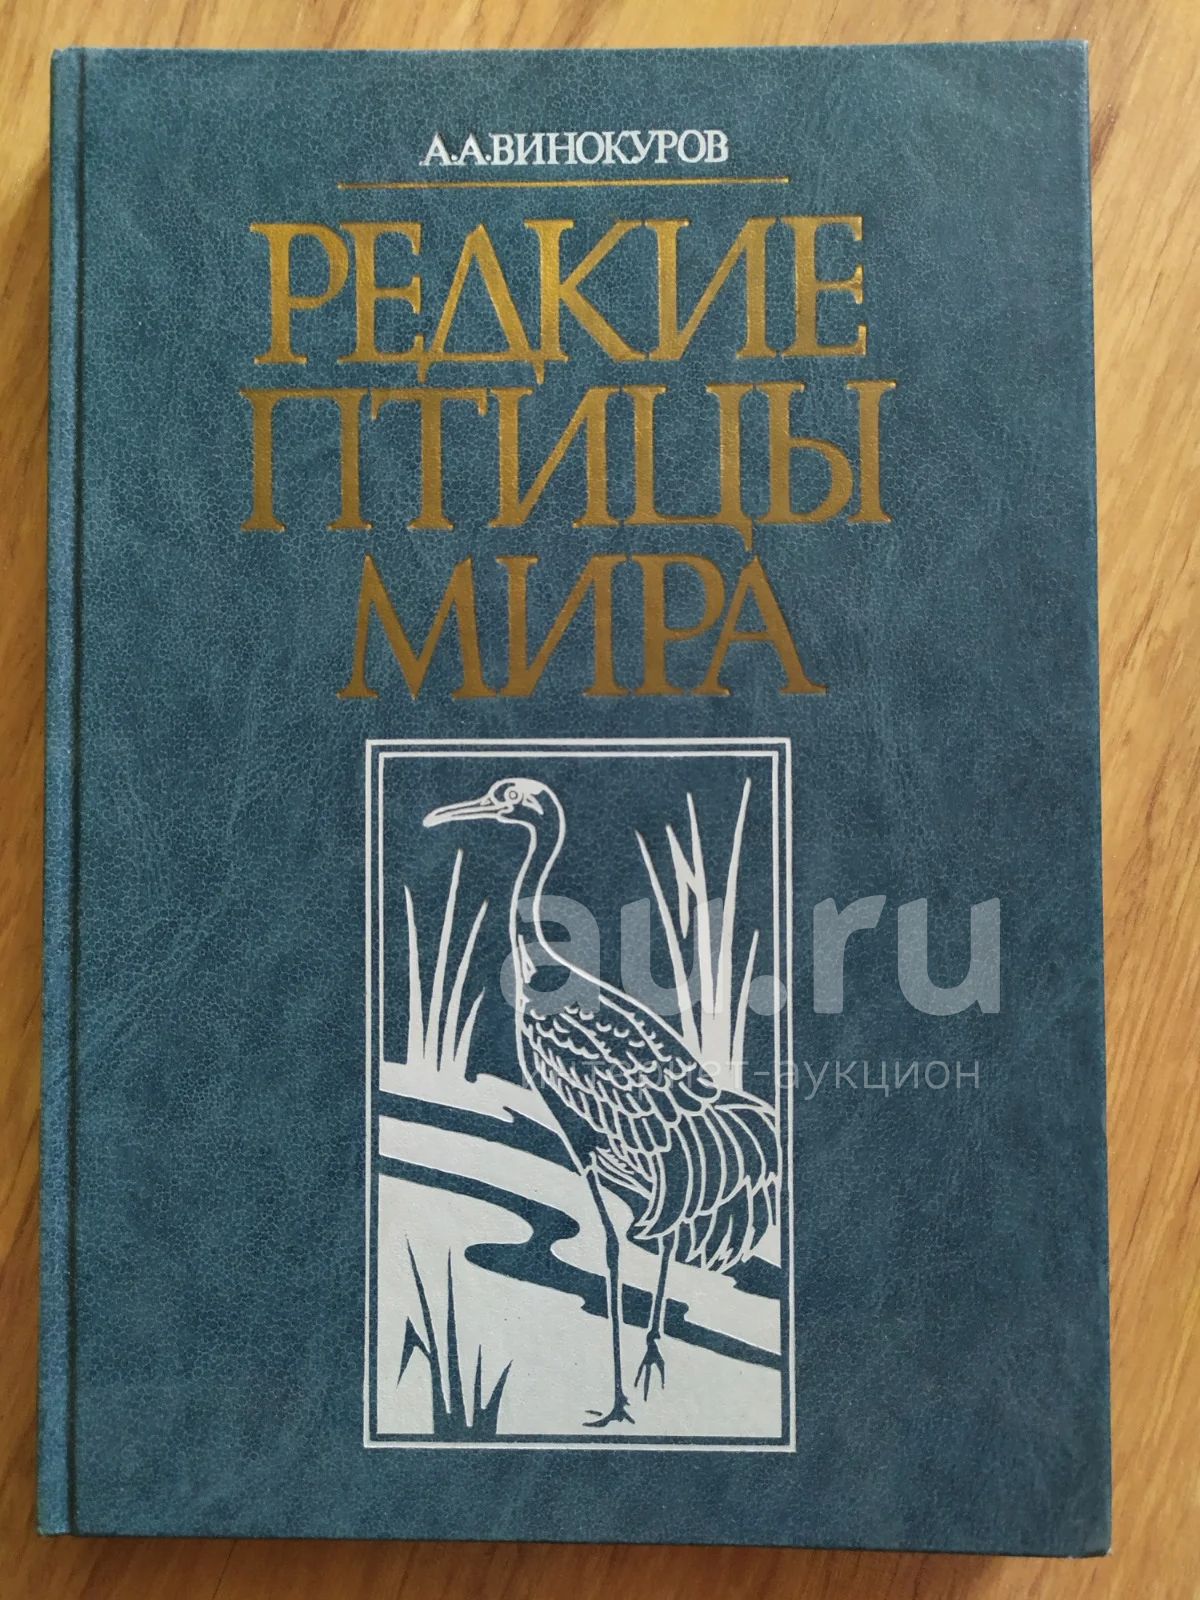 А.А.ВИНОКУРОВ
РЕДКИЕ
ПТИЦЫ
МИРА
au.ru
интернет-аукцион